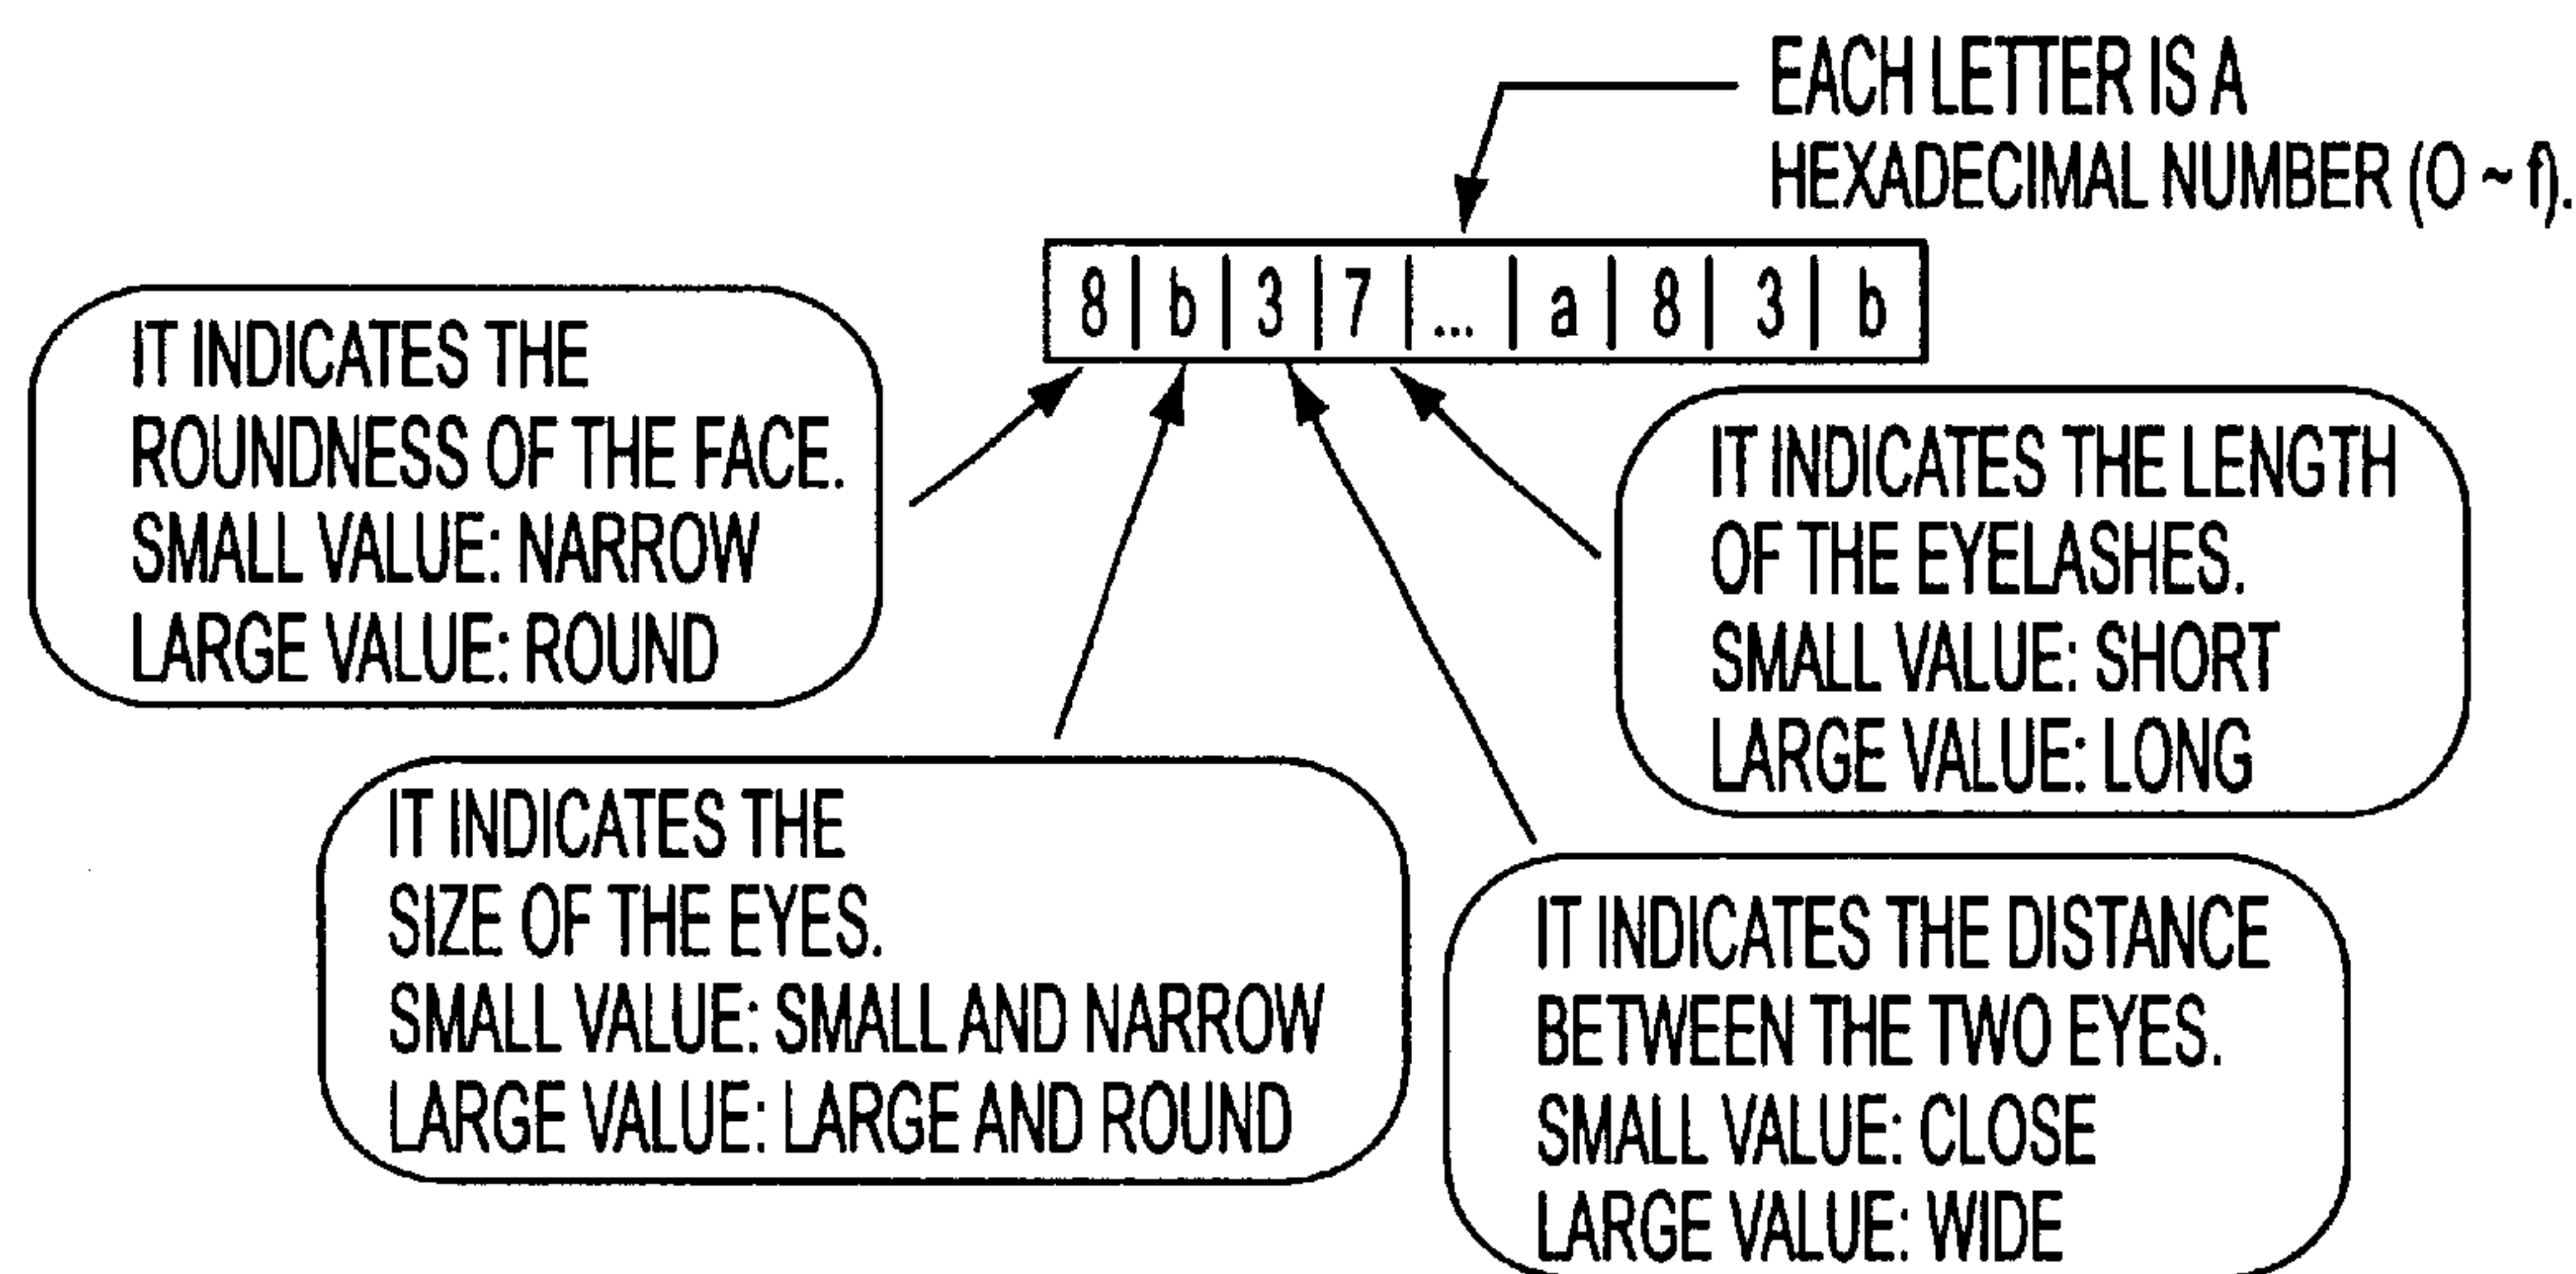 EACH LETTER IS A
HEXADECIMAL NUMBER (O ~ f).
8 | b | 3 | 7 | ... | a | 8 | 3 | b
IT INDICATES THE
ROUNDNESS OF THE FACE.
SMALL VALUE: NARROW
LARGE VALUE: ROUND
IT INDICATES THE LENGTH
OF THE EYELASHES.
SMALL VALUE: SHORT
LARGE VALUE: LONG
IT INDICATES THE
SIZE OF THE EYES.
SMALL VALUE: SMALL AND NARROW
LARGE VALUE: LARGE AND ROUND
IT INDICATES THE DISTANCE
BETWEEN THE TWO EYES.
SMALL VALUE: CLOSE
LARGE VALUE: WIDE